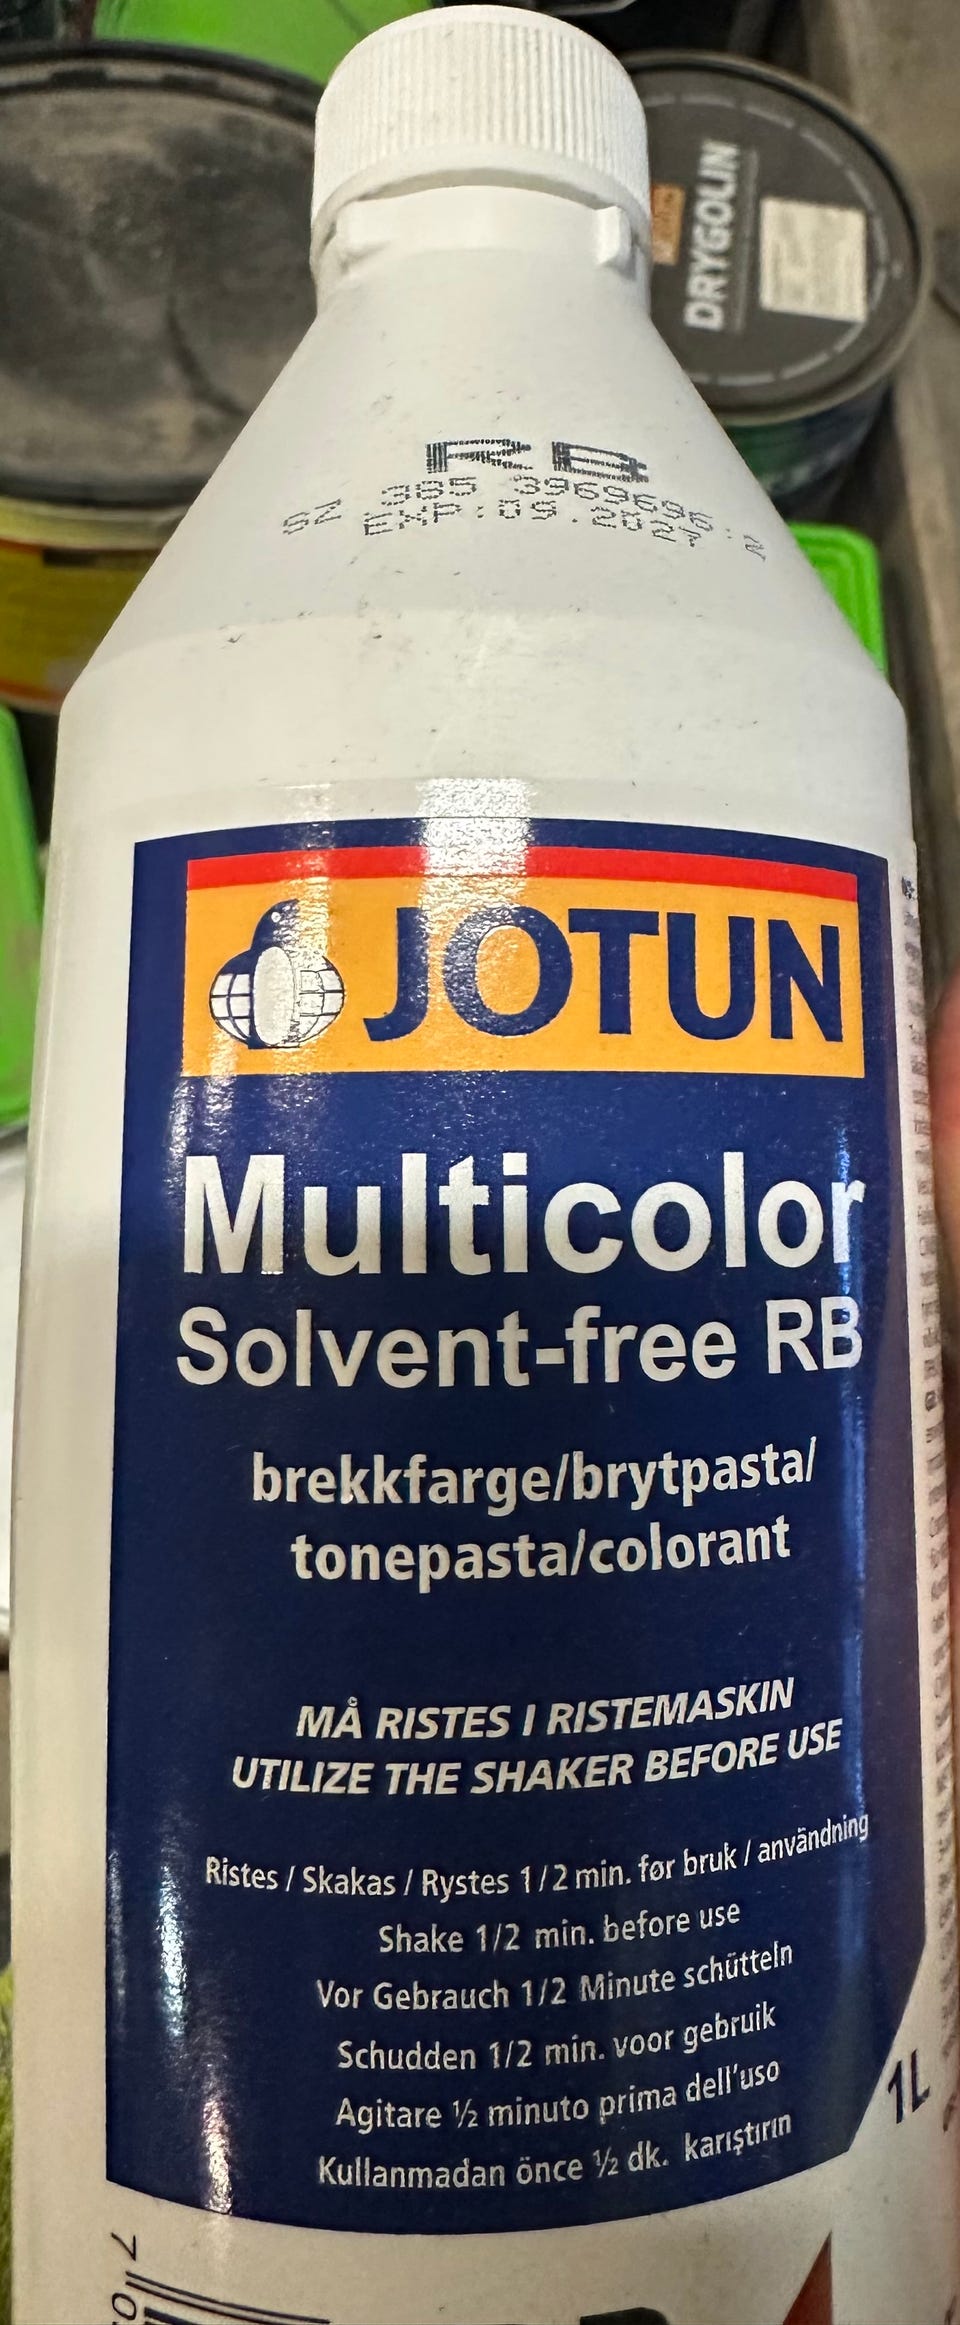 DRYGOLIN
RB
SZ 385 3969696
EXP:09.2027
JOTUN
Multicolor
Solvent-free RB
brekkfarge/brytpasta/
tonepasta/colorant
MÅ RISTES I RISTEMASKIN
UTILIZE THE SHAKER BEFORE USE
Ristes / Skakas / Rystes 1/2 min. før bruk / användning
Shake 1/2 min. before use
Vor Gebrauch 1/2 Minute schütteln
Schudden 1/2 min. voor gebruik
Agitare ½ minuto prima dell'uso
Kullanmadan önce ½ dk. karıştırın
1L